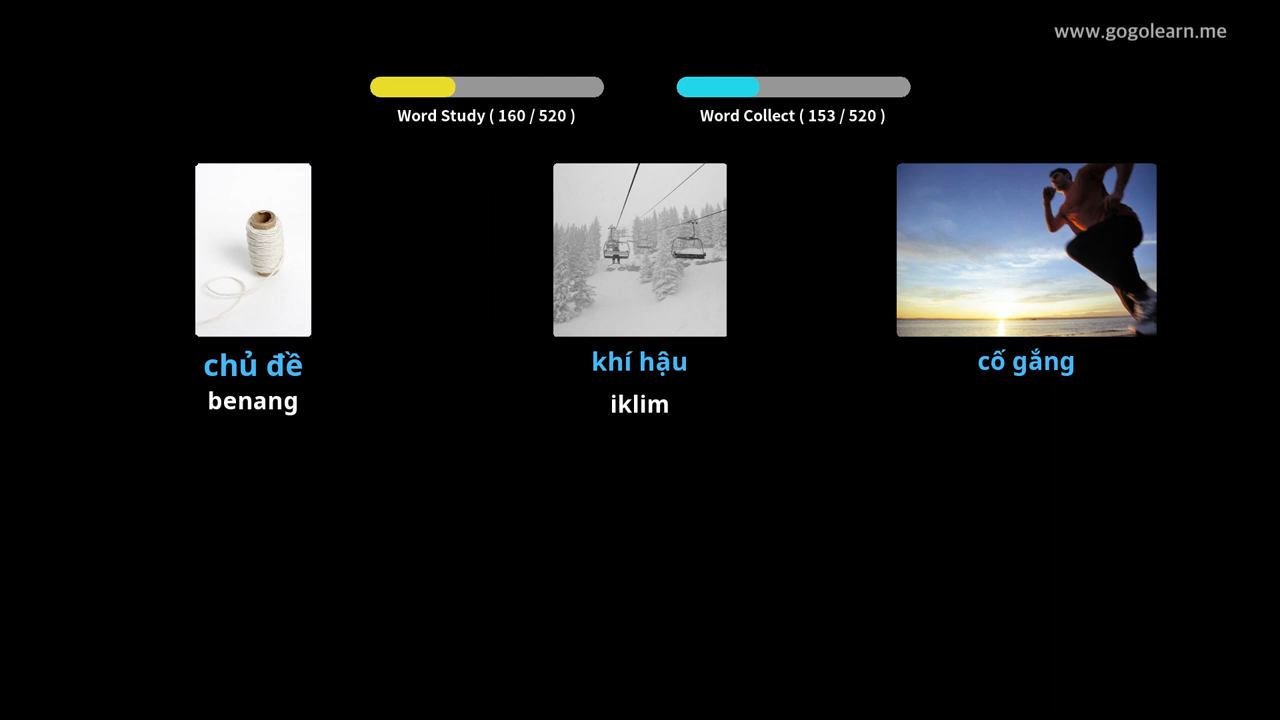 www.gogolearn.me
Word Study ( 160 / 520 )
Word Collect ( 153 / 520 )
chủ đề
benang
khí hậu
iklim
cố gắng